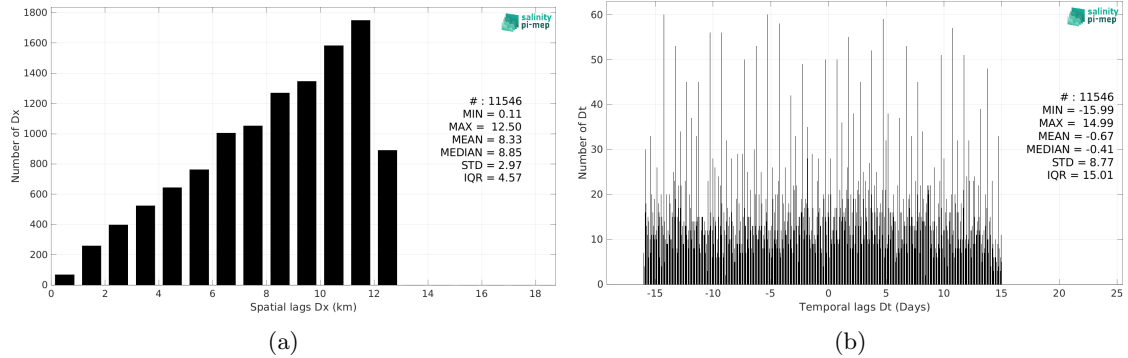 1800
1600
1400
1200
1000
800
600
400
200
0
Number of Dx
salinity
pi-mep
# : 11546
MIN = 0.11
MAX = 12.50
MEAN = 8.33
MEDIAN = 8.85
STD = 2.97
IQR = 4.57
0 2 4 6 8 10 12 14 16 18
Spatial lags Dx (km)
(a)
60
50
40
30
20
10
0
Number of Dt
salinity
pi-mep
# : 11546
MIN = -15.99
MAX = 14.99
MEAN = -0.67
MEDIAN = -0.41
STD = 8.77
IQR = 15.01
-15 -10 -5 0 5 10 15 20 25
Temporal lags Dt (Days)
(b)